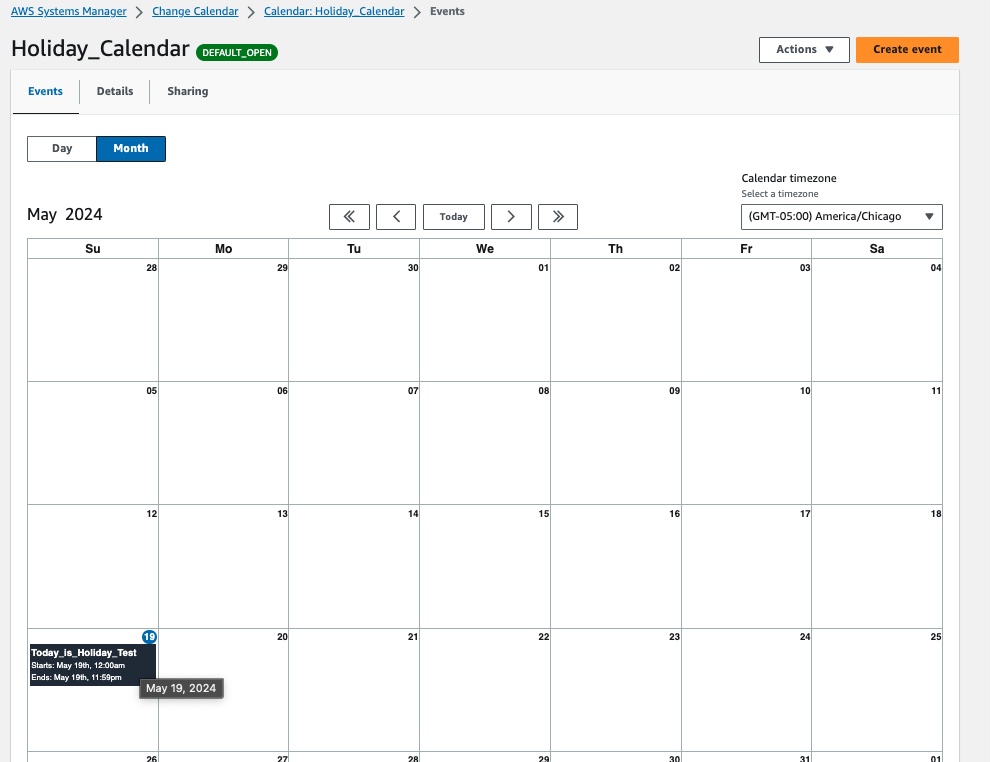 AWS Systems Manager > Change Calendar > Calendar: Holiday_Calendar > Events
Holiday_Calendar DEFAULT_OPEN
Actions Create event
Events Details Sharing
Day Month
Calendar timezone
Select a timezone
May 2024
Today
(GMT-05:00) America/Chicago
Su Mo Tu We Th Fr Sa
28 29 30 01 02 03 04
05 06 07 08 09 10 11
12 13 14 15 16 17 18
19 20 21 22 23 24 25
Today_is_Holiday_Test
Starts: May 19th, 12:00am
Ends: May 19th, 11:59pm
May 19, 2024
26 27 28 29 30 31 01